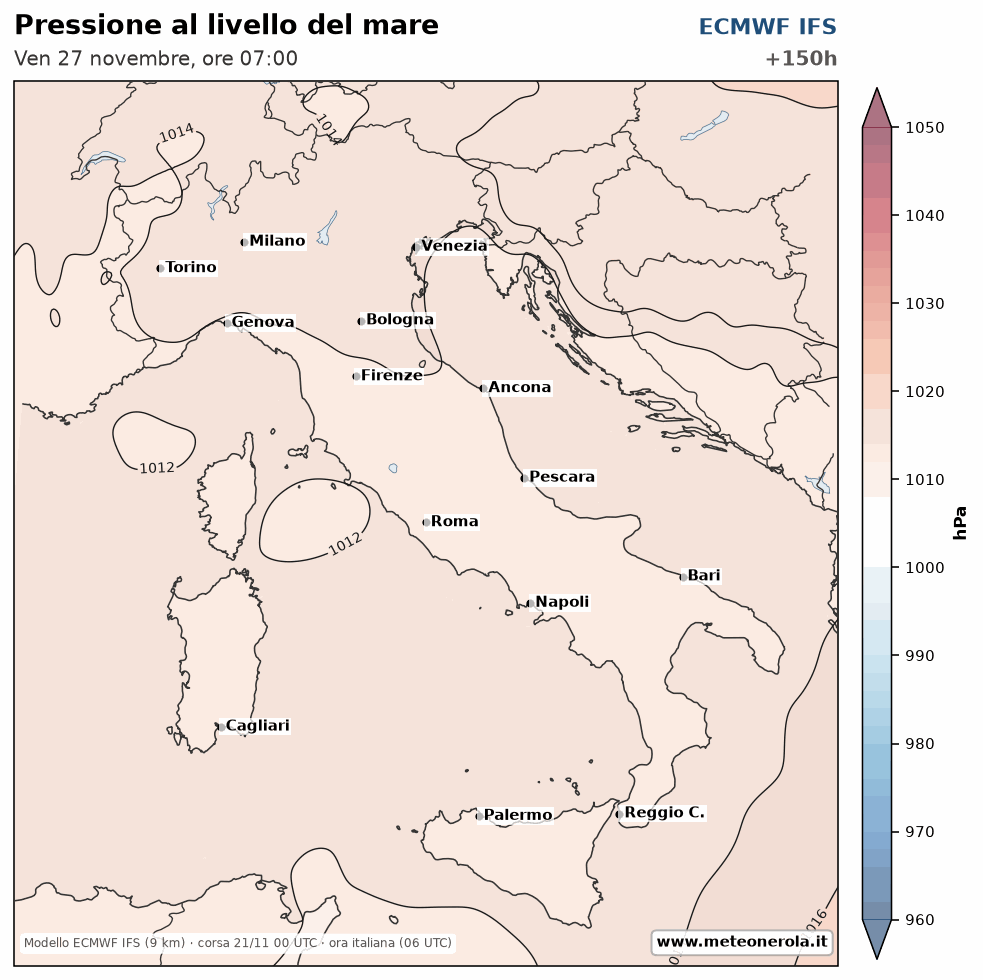 Pressione al livello del mare
ECMWF IFS
Ven 27 novembre, ore 07:00
+150h
1014
Milano
Venezia
Torino
Genova
Bologna
Firenze
Ancona
1012
Pescara
Roma
1012
Bari
Napoli
Cagliari
Palermo
Reggio C.
Modello ECMWF IFS (9 km) · corsa 21/11 00 UTC · ora italiana (06 UTC)
www.meteonerola.it
1050
1040
1030
1020
1010
1000
990
980
970
960
hPa